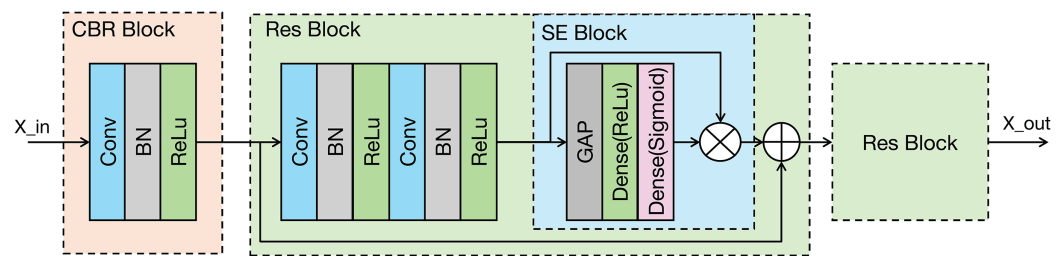 CBR Block
Res Block
SE Block
X_in
Conv
BN
ReLu
Conv
BN
ReLu
Conv
BN
ReLu
GAP
Dense(ReLu)
Dense(Sigmoid)
Res Block
X_out